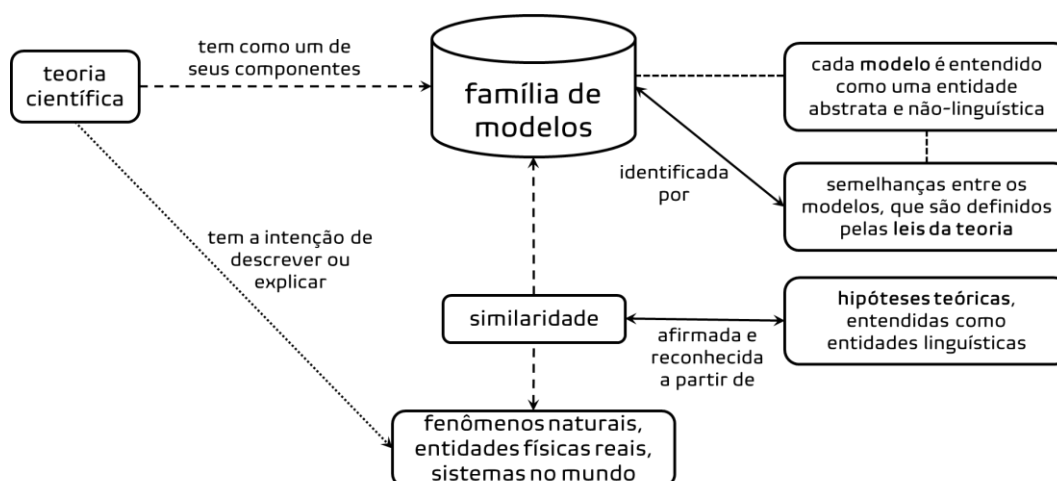 teoria
científica
tem como um de
seus componentes
família de
modelos
cada modelo é entendido
como uma entidade
abstrata e não-linguística
identificada
por
semelhanças entre os
modelos, que são definidos
pelas leis da teoria
tem a intenção de
descrever ou
explicar
similaridade
afirmada e
reconhecida
a partir de
hipóteses teóricas,
entendidas como
entidades linguísticas
fenômenos naturais,
entidades físicas reais,
sistemas no mundo